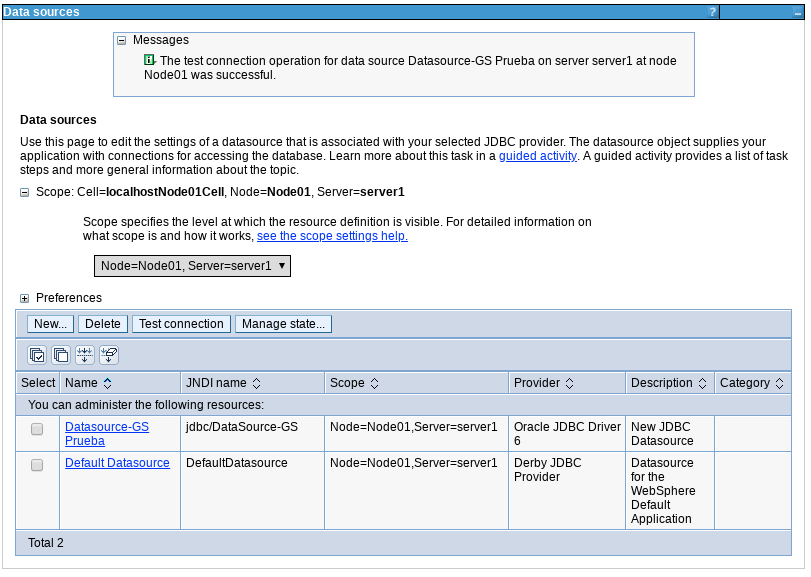 Data sources
?
Messages
The test connection operation for data source Datasource-GS Prueba on server server1 at node
Node01 was successful.
Data sources
Use this page to edit the settings of a datasource that is associated with your selected JDBC provider. The datasource object supplies your
application with connections for accessing the database. Learn more about this task in a guided activity. A guided activity provides a list of task
steps and more general information about the topic.
Scope: Cell=localhostNode01Cell, Node=Node01, Server=server1
Scope specifies the level at which the resource definition is visible. For detailed information on
what scope is and how it works, see the scope settings help.
Node=Node01, Server=server1
Preferences
New... Delete Test connection Manage state...
Select Name JNDI name Scope Provider Description Category
You can administer the following resources:
Datasource-GS jdbc/DataSource-GS Node=Node01,Server=server1 Oracle JDBC Driver New JDBC
Prueba 6 Datasource
Default Datasource DefaultDatasource Node=Node01,Server=server1 Derby JDBC Datasource
Provider for the
WebSphere
Default
Application
Total 2